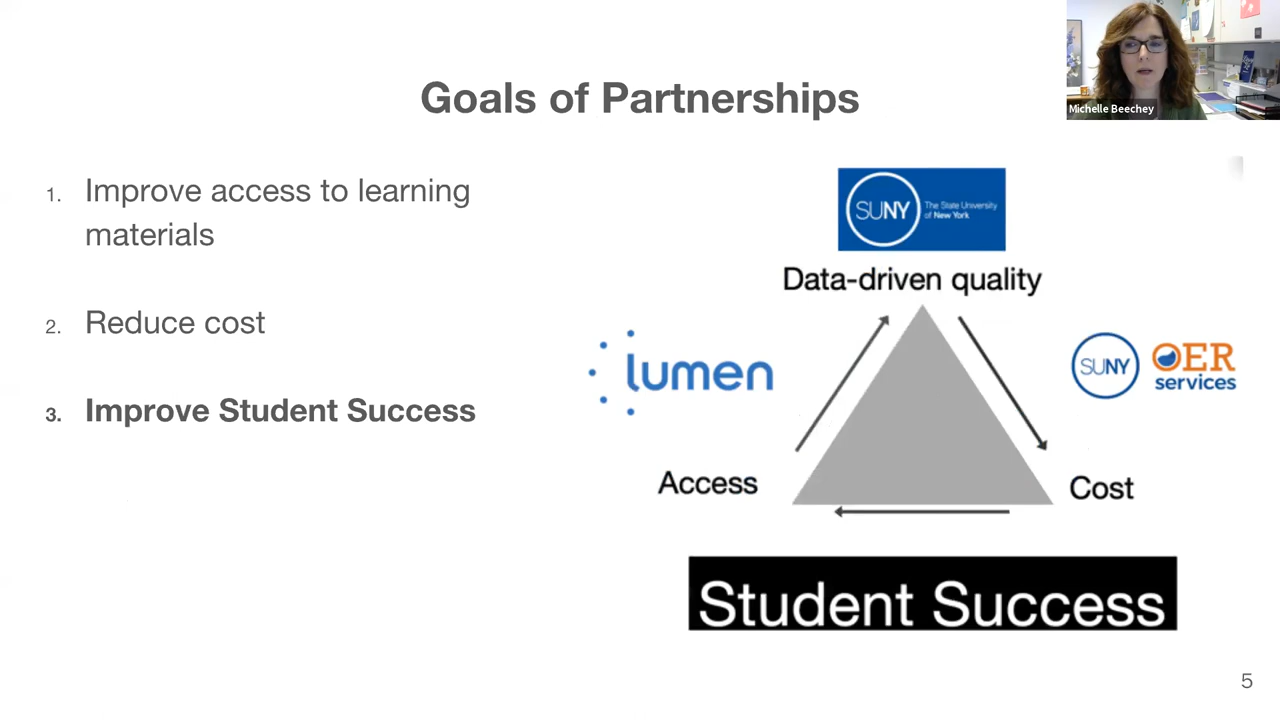 Goals of Partnerships
Michelle Beechey
1. Improve access to learning
materials
2. Reduce cost
3. Improve Student Success
SUNY
The State University
of New York
Data-driven quality
lumen
SUNY
OER
services
Access
Cost
Student Success
5